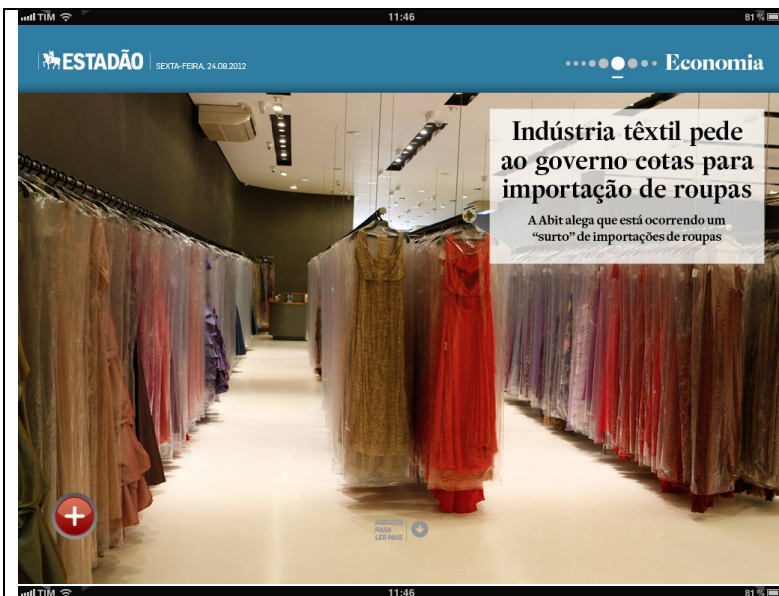 TIM 11:46 81%
ESTADÃO SEXTA-FEIRA, 24.08.2012 Economia
Indústria têxtil pede
ao governo cotas para
importação de roupas
A Abit alega que está ocorrendo um
“surto” de importações de roupas
ARRASTE
PARA
LER MAIS
TIM 11:46 81%